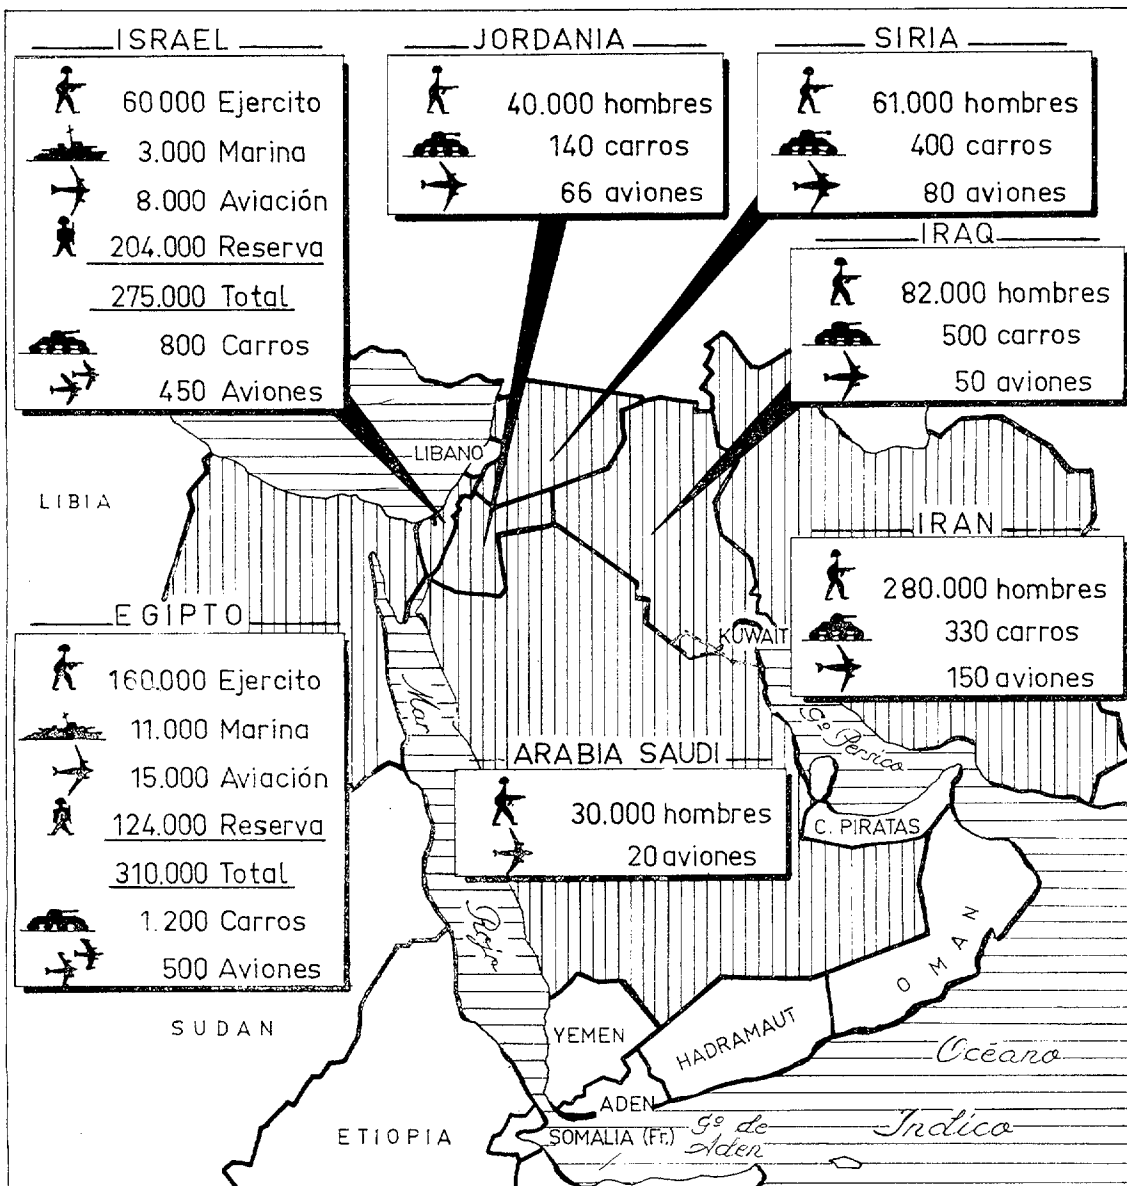 ISRAEL
60000 Ejercito
3.000 Marina
8.000 Aviación
204.000 Reserva
275.000 Total
800 Carros
450 Aviones
JORDANIA
40.000 hombres
140 carros
66 aviones
SIRIA
61.000 hombres
400 carros
80 aviones
IRAQ
82.000 hombres
500 carros
50 aviones
IRAN
280.000 hombres
330 carros
150 aviones
EGIPTO
160.000 Ejercito
11.000 Marina
15.000 Aviación
124.000 Reserva
310.000 Total
1.200 Carros
500 Aviones
ARABIA SAUDI
30.000 hombres
20 aviones
LIBANO
LIBIA
KUWAIT
Mar
Rojo
Gº Pérsico
C. PIRATAS
OMAN
SUDAN
YEMEN
HADRAMAUT
ADEN
ETIOPIA
SOMALIA (Fr.)
Gº de
Aden
Océano
Indico